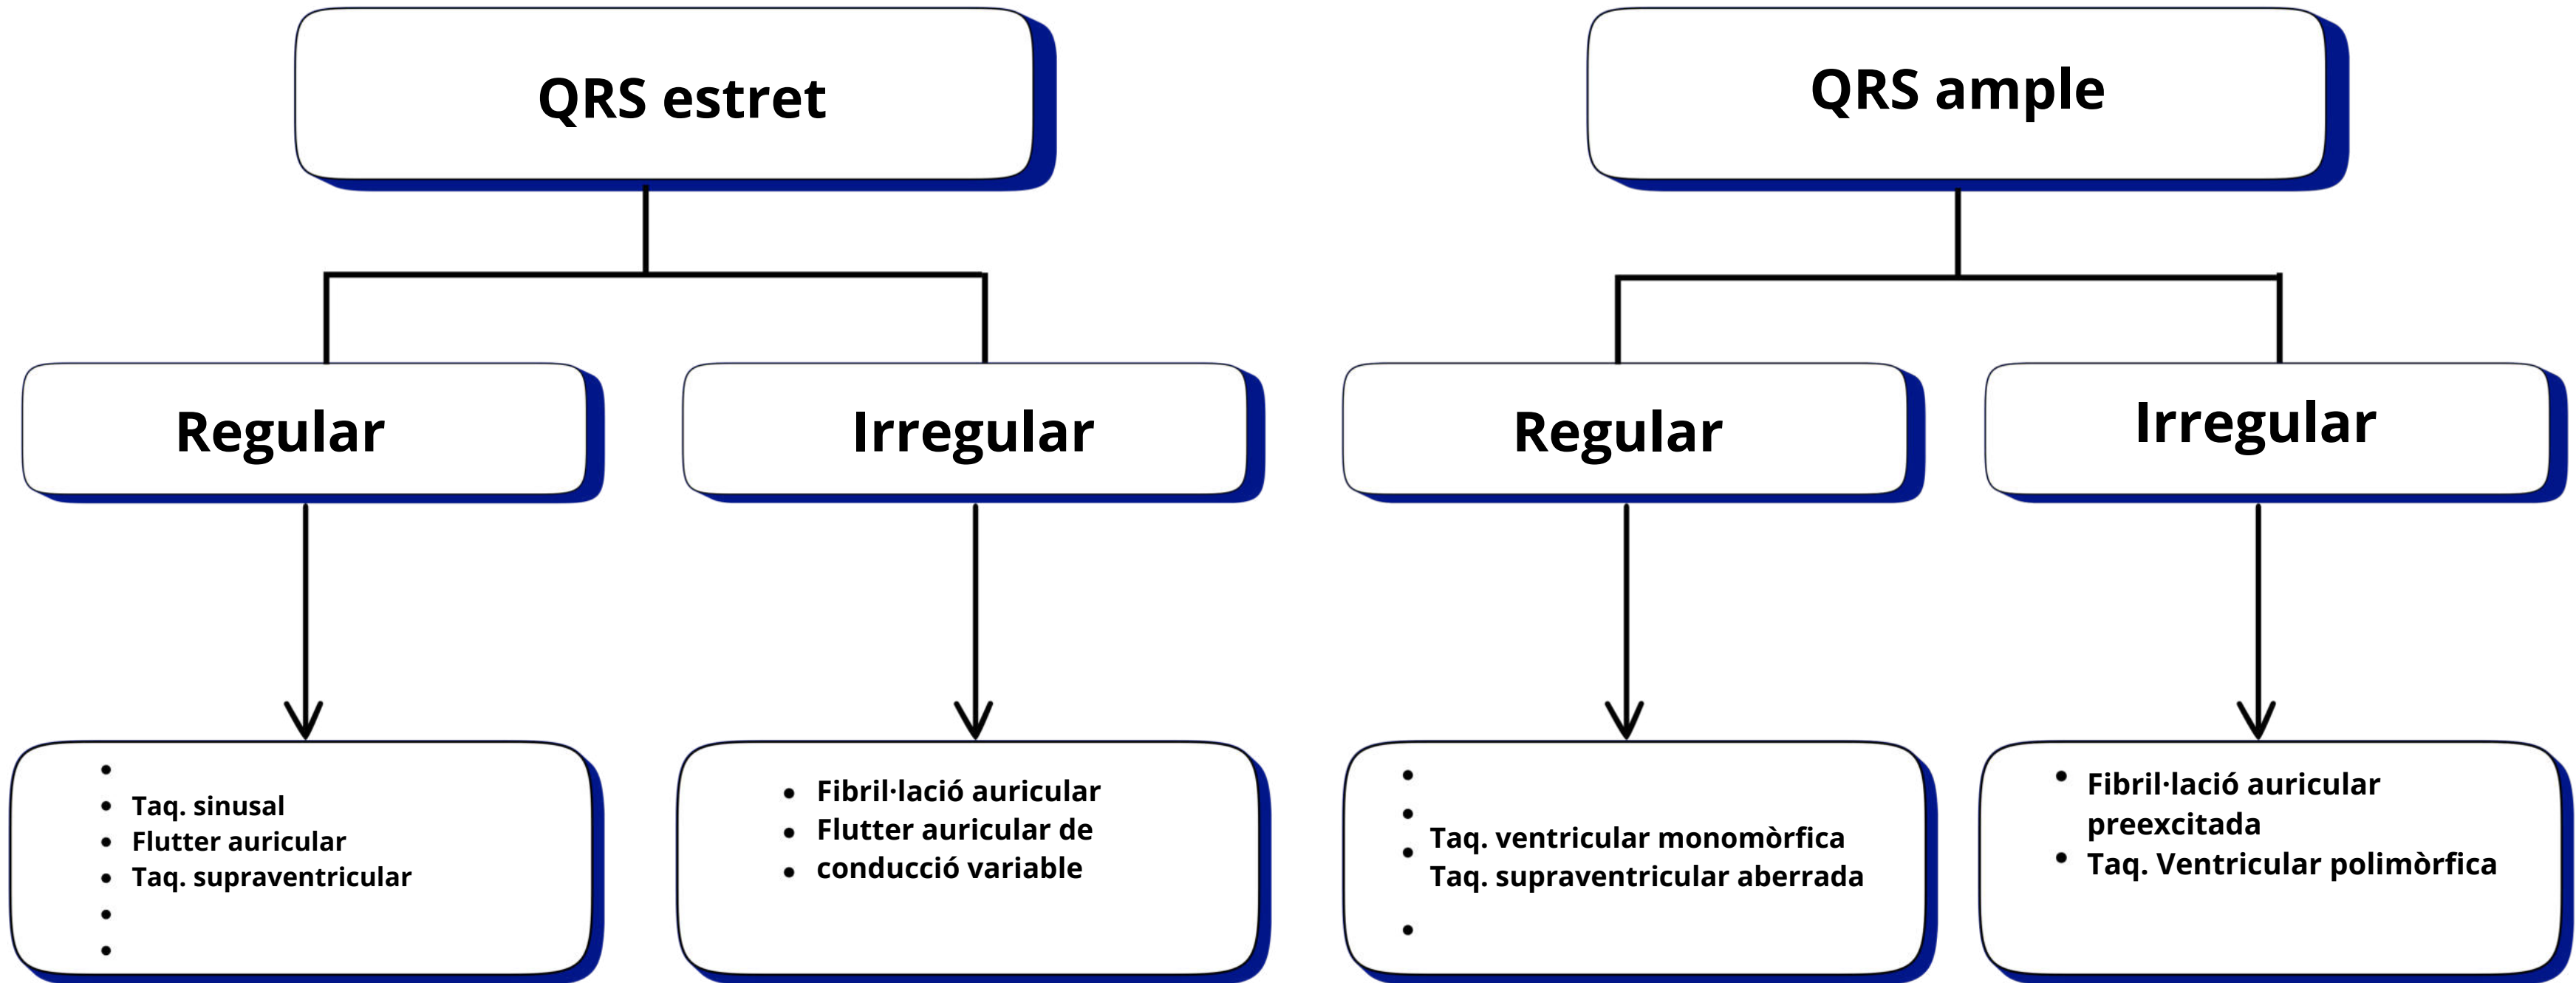 QRS estret
QRS ample
Regular
Irregular
Regular
Irregular
• 
• Taq. sinusal
• Flutter auricular
• Taq. supraventricular
• 
• 
• Fibril·lació auricular
• Flutter auricular de
• conducció variable
• 
• 
• Taq. ventricular monomòrfica
Taq. supraventricular aberrada
• 
• Fibril·lació auricular
preexcitada
• Taq. Ventricular polimòrfica